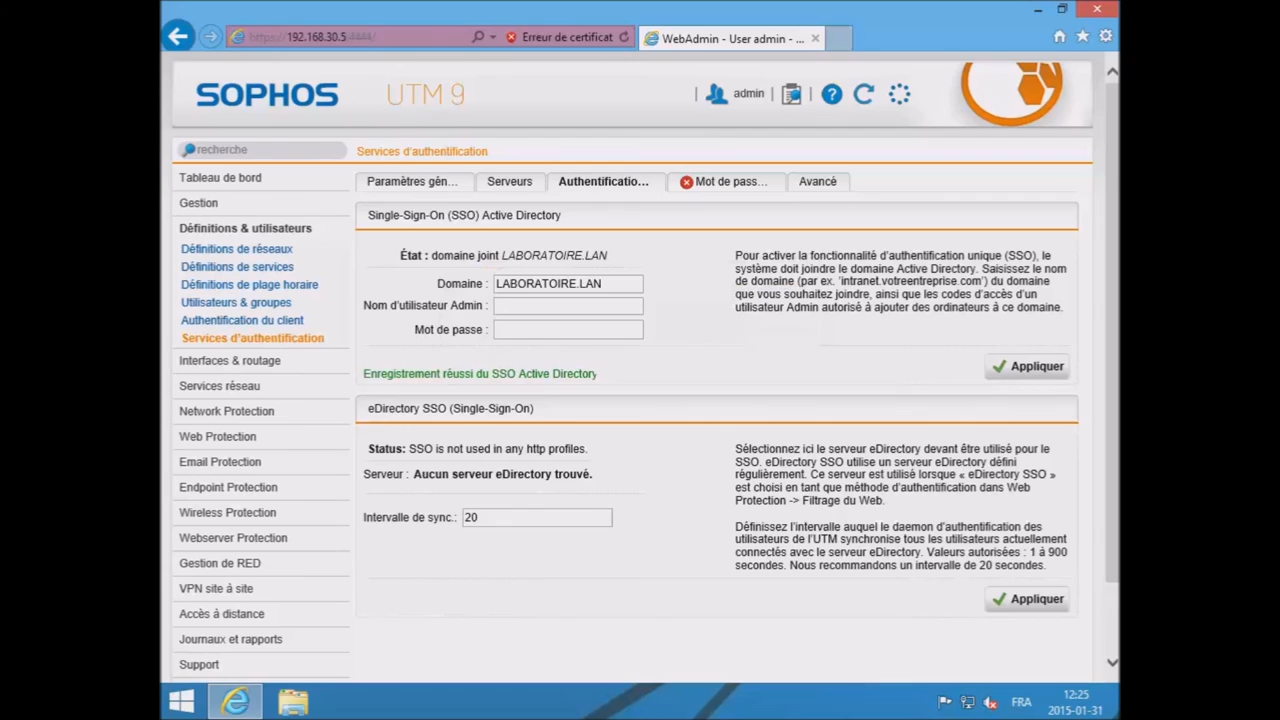 https://192.168.30.5:4444/
Erreur de certificat
WebAdmin - User admin - ...
SOPHOS
UTM 9
admin
recherche
Services d'authentification
Tableau de bord
Gestion
Définitions & utilisateurs
Définitions de réseaux
Définitions de services
Définitions de plage horaire
Utilisateurs & groupes
Authentification du client
Services d'authentification
Interfaces & routage
Services réseau
Network Protection
Web Protection
Email Protection
Endpoint Protection
Wireless Protection
Webserver Protection
Gestion de RED
VPN site à site
Accès à distance
Journaux et rapports
Support
Paramètres gén...
Serveurs
Authentificatio...
Mot de pass...
Avancé
Single-Sign-On (SSO) Active Directory
État : domaine joint LABORATOIRE.LAN
Domaine : LABORATOIRE.LAN
Nom d'utilisateur Admin :
Mot de passe :
Pour activer la fonctionnalité d'authentification unique (SSO), le
système doit joindre le domaine Active Directory. Saisissez le nom
de domaine (par ex. 'intranet.votreentreprise.com') du domaine
que vous souhaitez joindre, ainsi que les codes d'accès d'un
utilisateur Admin autorisé à ajouter des ordinateurs à ce domaine.
Enregistrement réussi du SSO Active Directory
Appliquer
eDirectory SSO (Single-Sign-On)
Status: SSO is not used in any http profiles.
Serveur : Aucun serveur eDirectory trouvé.
Intervalle de sync.: 20
Sélectionnez ici le serveur eDirectory devant être utilisé pour le
SSO. eDirectory SSO utilise un serveur eDirectory défini
régulièrement. Ce serveur est utilisé lorsque « eDirectory SSO »
est choisi en tant que méthode d'authentification dans Web
Protection -> Filtrage du Web.
Définissez l'intervalle auquel le daemon d'authentification des
utilisateurs de l'UTM synchronise tous les utilisateurs actuellement
connectés avec le serveur eDirectory. Valeurs autorisées : 1 à 900
secondes. Nous recommandons un intervalle de 20 secondes.
Appliquer
FRA
12:25
2015-01-31